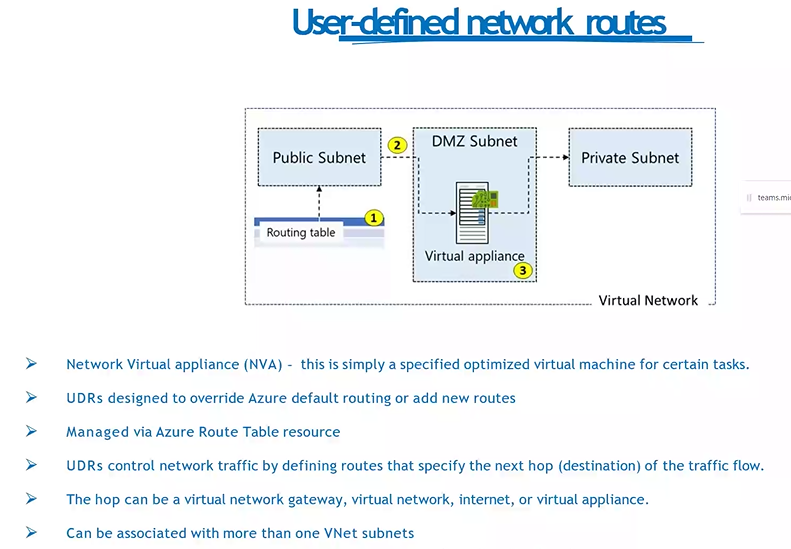 User-defined network routes
Public Subnet
2
DMZ Subnet
Private Subnet
1
Routing table
Virtual appliance
3
Virtual Network
teams.mic
Network Virtual appliance (NVA) - this is simply a specified optimized virtual machine for certain tasks.
UDRs designed to override Azure default routing or add new routes
Managed via Azure Route Table resource
UDRs control network traffic by defining routes that specify the next hop (destination) of the traffic flow.
The hop can be a virtual network gateway, virtual network, internet, or virtual appliance.
Can be associated with more than one VNet subnets